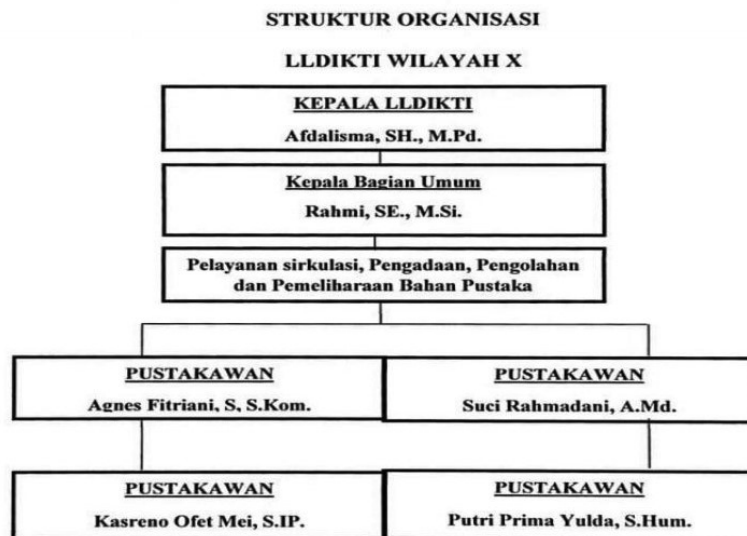 STRUKTUR ORGANISASI
LLDIKTI WILAYAH X
KEPALA LLDIKTI
Afdalisma, SH., M.Pd.
Kepala Bagian Umum
Rahmi, SE., M.Si.
Pelayanan sirkulasi, Pengadaan, Pengolahan
dan Pemeliharaan Bahan Pustaka
PUSTAKAWAN
Agnes Fitriani, S, S.Kom.
PUSTAKAWAN
Suci Rahmadani, A.Md.
PUSTAKAWAN
Kasreno Ofet Mei, S.IP.
PUSTAKAWAN
Putri Prima Yulda, S.Hum.